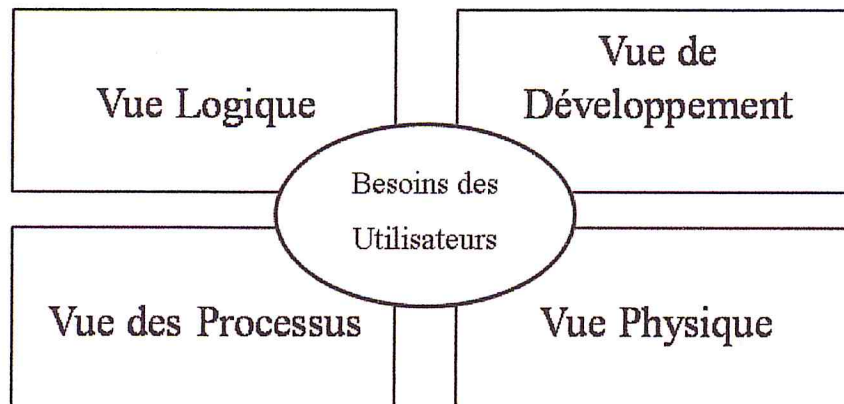 Vue Logique
Vue de
Développement
Besoins des
Utilisateurs
Vue des Processus
Vue Physique